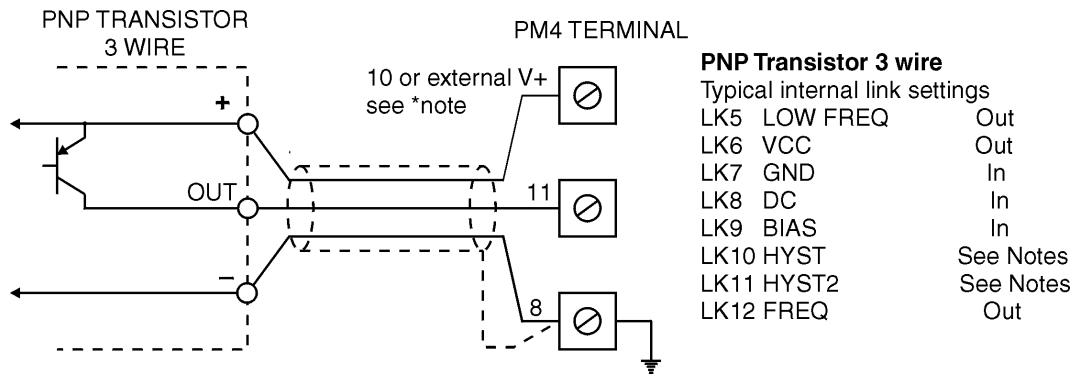 PNP TRANSISTOR
3 WIRE
PM4 TERMINAL
10 or external V+
see *note
+
OUT
11
–
8
PNP Transistor 3 wire
Typical internal link settings
LK5 LOW FREQ Out
LK6 VCC Out
LK7 GND In
LK8 DC In
LK9 BIAS In
LK10 HYST See Notes
LK11 HYST2 See Notes
LK12 FREQ Out